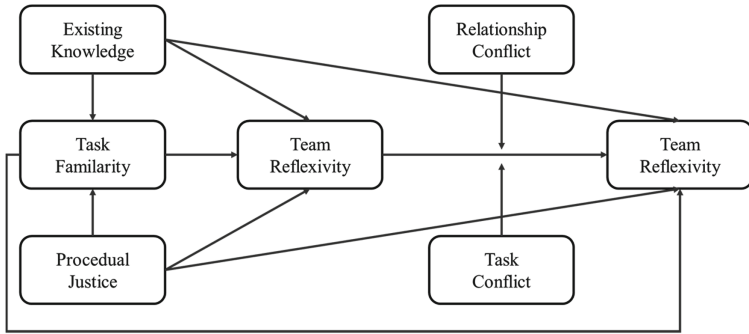 Existing
Knowledge
Relationship
Conflict
Task
Familarity
Team
Reflexivity
Team
Reflexivity
Procedual
Justice
Task
Conflict